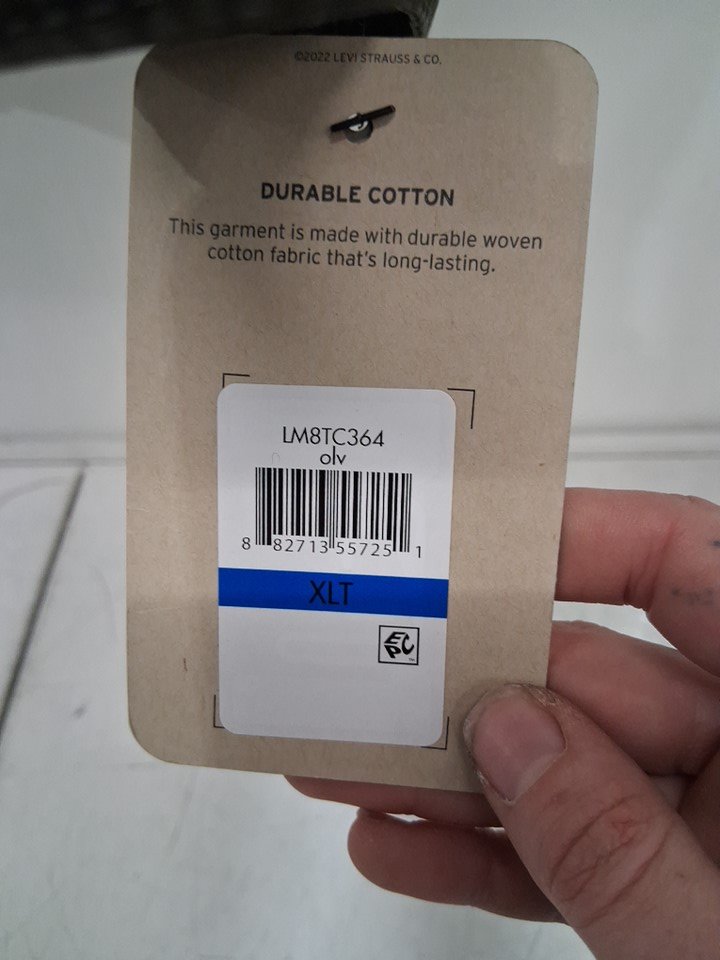 ©2022 LEVI STRAUSS & CO.
DURABLE COTTON
This garment is made with durable woven
cotton fabric that's long-lasting.
LM8TC364
olv
8 82713 55725 1
XLT
EPC